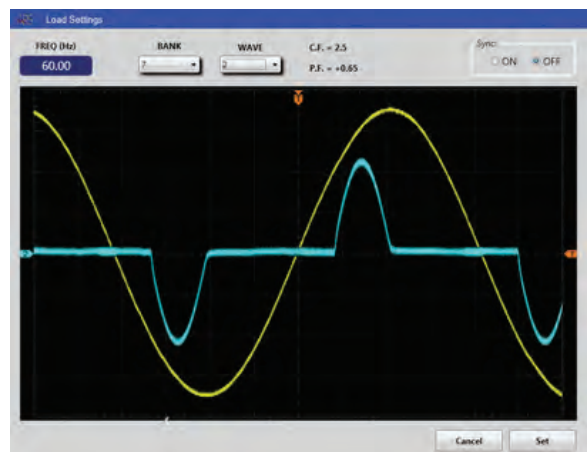 Load Settings
FREQ (Hz)
60.00
BANK
7
WAVE
2
C.F. = 2.5
P.F. = +0.65
Sync:
ON
OFF
T
2
T
Cancel
Set